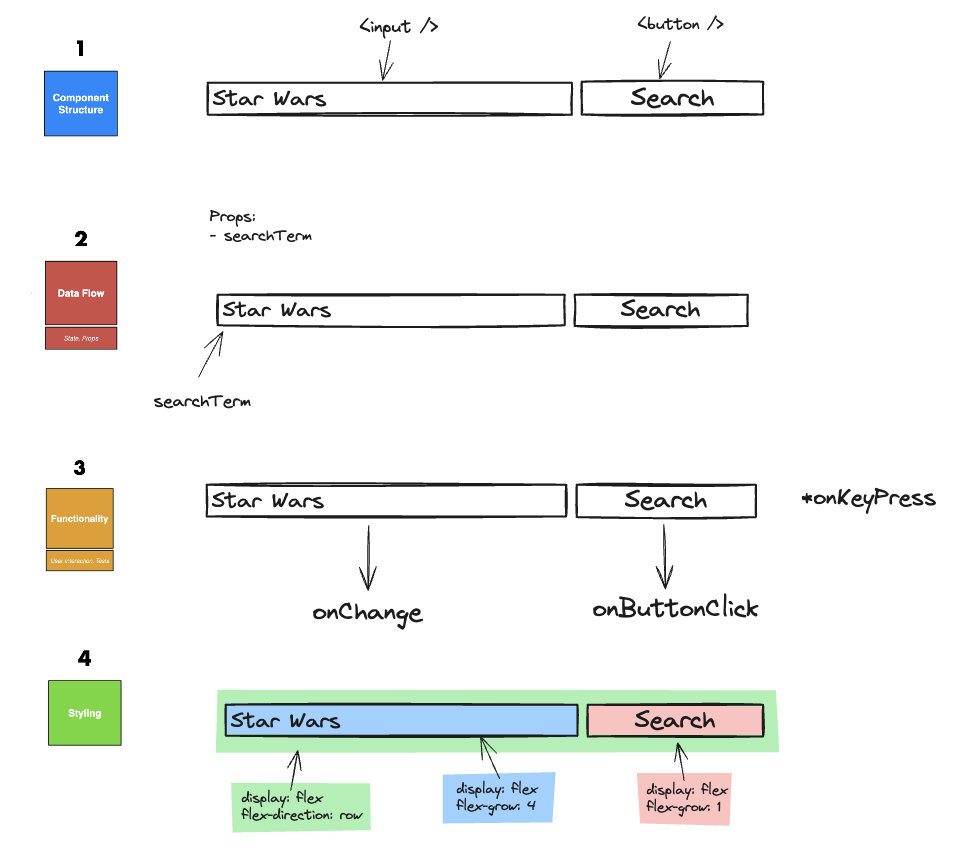 1
Component
Structure
<input />
<button />
Star Wars
Search
2
Data Flow
State, Props
Props:
- searchTerm
Star Wars
Search
searchTerm
3
Functionality
User Interaction, Tests
Star Wars
Search
*onKeyPress
onChange
onButtonClick
4
Styling
Star Wars
Search
display: flex
flex-direction: row
display: flex
flex-grow: 4
display: flex
flex-grow: 1